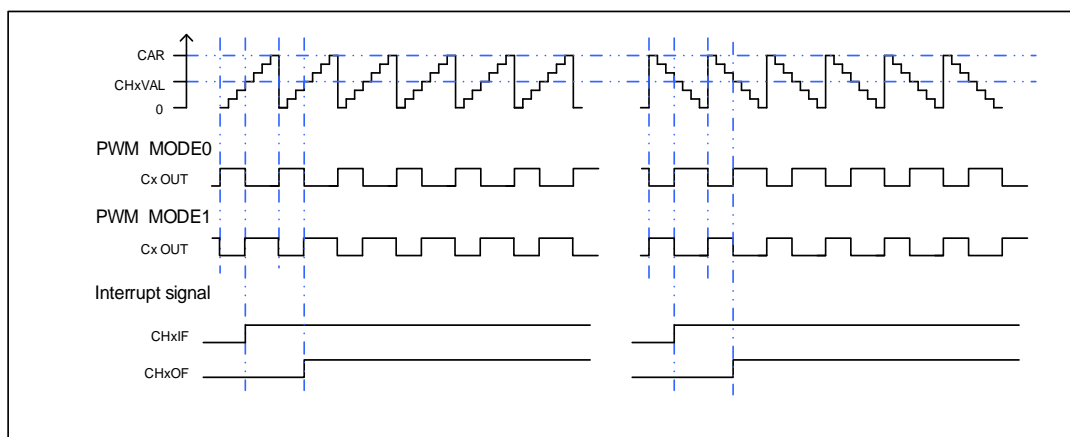 CAR
CHxVAL
0
PWM MODE0
Cx OUT
PWM MODE1
Cx OUT
Interrupt signal
CHxIF
CHxOF